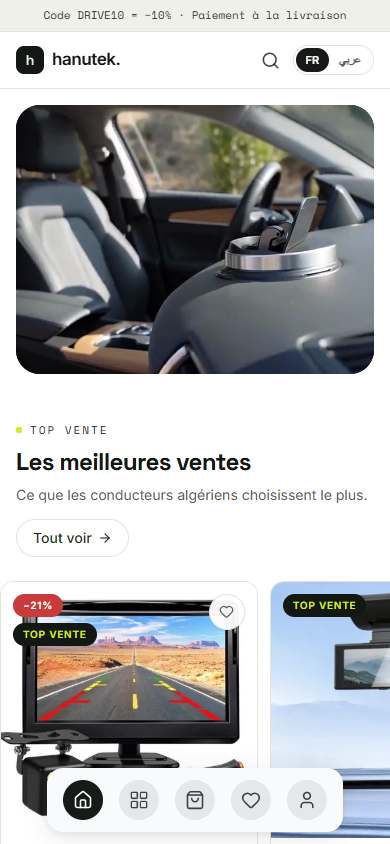 Code DRIVE10 = −10% · Paiement à la livraison
h hanutek. FR عربي
TOP VENTE
Les meilleures ventes
Ce que les conducteurs algériens choisissent le plus.
Tout voir →
−21%
TOP VENTE
TOP VENTE